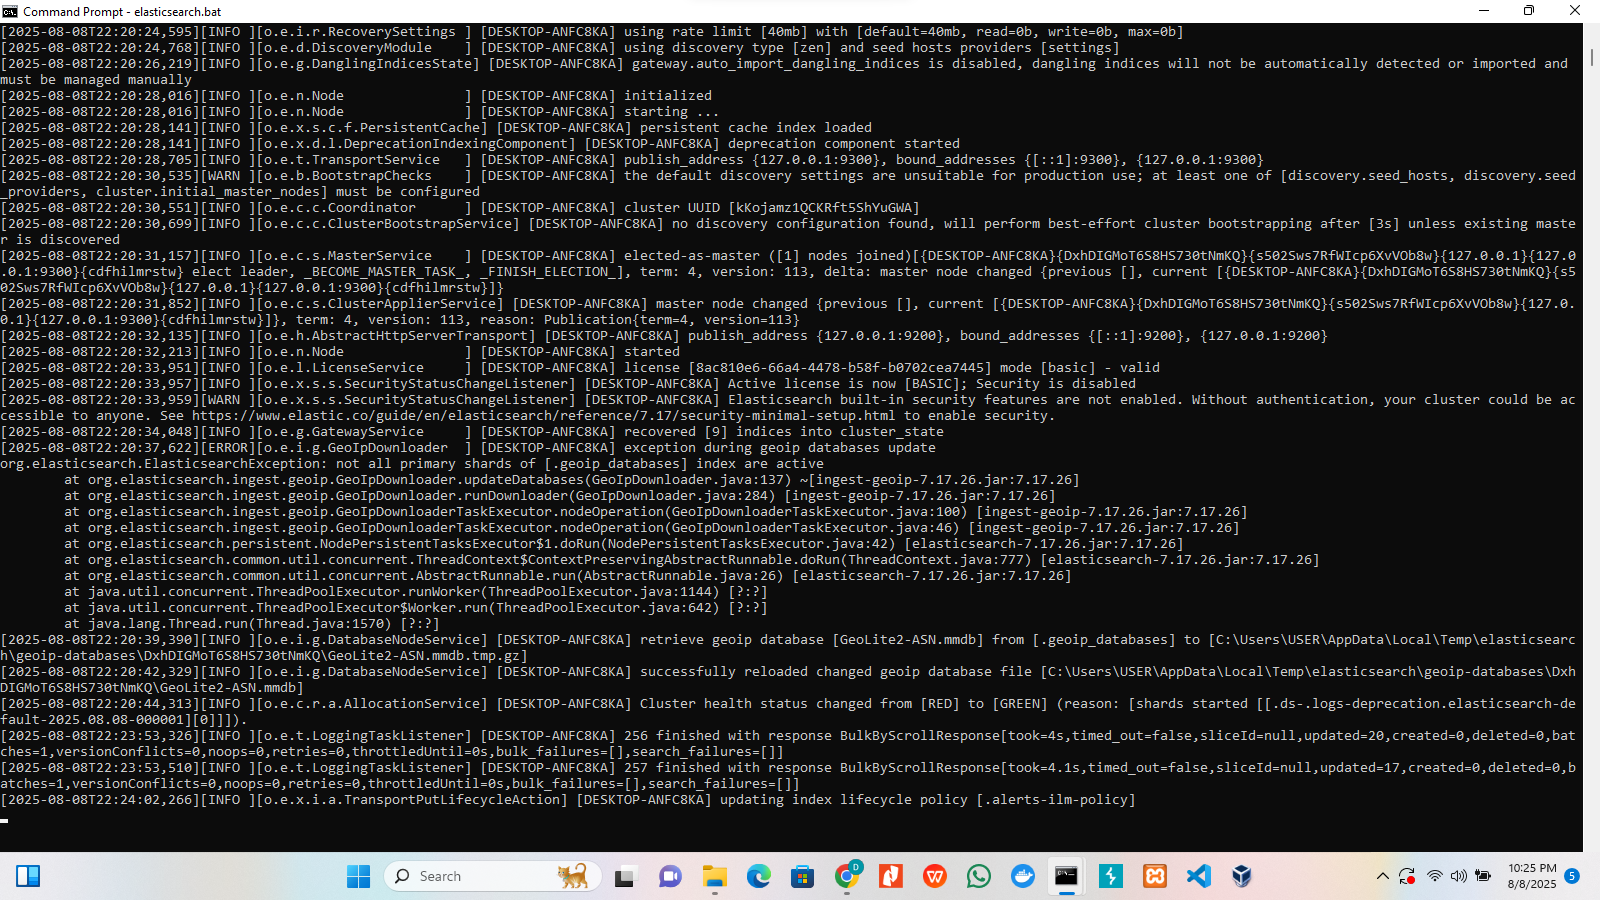 Command Prompt - elasticsearch.bat
[2025-08-08T22:20:24,595][INFO ][o.e.i.r.RecoverySettings ] [DESKTOP-ANFC8KA] using rate limit [40mb] with [default=40mb, read=0b, write=0b, max=0b]
[2025-08-08T22:20:24,768][INFO ][o.e.d.DiscoveryModule    ] [DESKTOP-ANFC8KA] using discovery type [zen] and seed hosts providers [settings]
[2025-08-08T22:20:26,219][INFO ][o.e.g.DanglingIndicesState] [DESKTOP-ANFC8KA] gateway.auto_import_dangling_indices is disabled, dangling indices will not be automatically detected or imported and
must be managed manually
[2025-08-08T22:20:28,016][INFO ][o.e.n.Node               ] [DESKTOP-ANFC8KA] initialized
[2025-08-08T22:20:28,016][INFO ][o.e.n.Node               ] [DESKTOP-ANFC8KA] starting ...
[2025-08-08T22:20:28,141][INFO ][o.e.x.s.c.f.PersistentCache] [DESKTOP-ANFC8KA] persistent cache index loaded
[2025-08-08T22:20:28,141][INFO ][o.e.x.d.l.DeprecationIndexingComponent] [DESKTOP-ANFC8KA] deprecation component started
[2025-08-08T22:20:28,705][INFO ][o.e.t.TransportService   ] [DESKTOP-ANFC8KA] publish_address {127.0.0.1:9300}, bound_addresses {[::1]:9300}, {127.0.0.1:9300}
[2025-08-08T22:20:30,535][WARN ][o.e.b.BootstrapChecks    ] [DESKTOP-ANFC8KA] the default discovery settings are unsuitable for production use; at least one of [discovery.seed_hosts, discovery.seed
_providers, cluster.initial_master_nodes] must be configured
[2025-08-08T22:20:30,551][INFO ][o.e.c.c.Coordinator      ] [DESKTOP-ANFC8KA] cluster UUID [kKojamz1QCKRft5ShYuGWA]
[2025-08-08T22:20:30,699][INFO ][o.e.c.c.ClusterBootstrapService] [DESKTOP-ANFC8KA] no discovery configuration found, will perform best-effort cluster bootstrapping after [3s] unless existing maste
r is discovered
[2025-08-08T22:20:31,157][INFO ][o.e.c.s.MasterService    ] [DESKTOP-ANFC8KA] elected-as-master ([1] nodes joined)[{DESKTOP-ANFC8KA}{DxhDIGMoT6S8HS730tNmKQ}{s502Sws7RfWIcp6XvVOb8w}{127.0.0.1}{127.0
.0.1:9300}{cdfhilmrstw} elect leader, _BECOME_MASTER_TASK_, _FINISH_ELECTION_], term: 4, version: 113, delta: master node changed {previous [], current [{DESKTOP-ANFC8KA}{DxhDIGMoT6S8HS730tNmKQ}{s5
02Sws7RfWIcp6XvVOb8w}{127.0.0.1}{127.0.0.1:9300}{cdfhilmrstw}]}
[2025-08-08T22:20:31,852][INFO ][o.e.c.s.ClusterApplierService] [DESKTOP-ANFC8KA] master node changed {previous [], current [{DESKTOP-ANFC8KA}{DxhDIGMoT6S8HS730tNmKQ}{s502Sws7RfWIcp6XvVOb8w}{127.0.
0.1}{127.0.0.1:9300}{cdfhilmrstw}]}, term: 4, version: 113, reason: Publication{term=4, version=113}
[2025-08-08T22:20:32,135][INFO ][o.e.h.AbstractHttpServerTransport] [DESKTOP-ANFC8KA] publish_address {127.0.0.1:9200}, bound_addresses {[::1]:9200}, {127.0.0.1:9200}
[2025-08-08T22:20:32,213][INFO ][o.e.n.Node               ] [DESKTOP-ANFC8KA] started
[2025-08-08T22:20:33,951][INFO ][o.e.l.LicenseService     ] [DESKTOP-ANFC8KA] license [8ac810e6-66a4-4478-b58f-b0702cea7445] mode [basic] - valid
[2025-08-08T22:20:33,957][INFO ][o.e.x.s.s.SecurityStatusChangeListener] [DESKTOP-ANFC8KA] Active license is now [BASIC]; Security is disabled
[2025-08-08T22:20:33,959][WARN ][o.e.x.s.s.SecurityStatusChangeListener] [DESKTOP-ANFC8KA] Elasticsearch built-in security features are not enabled. Without authentication, your cluster could be ac
cessible to anyone. See https://www.elastic.co/guide/en/elasticsearch/reference/7.17/security-minimal-setup.html to enable security.
[2025-08-08T22:20:34,048][INFO ][o.e.g.GatewayService     ] [DESKTOP-ANFC8KA] recovered [9] indices into cluster_state
[2025-08-08T22:20:37,622][ERROR][o.e.i.g.GeoIpDownloader  ] [DESKTOP-ANFC8KA] exception during geoip databases update
org.elasticsearch.ElasticsearchException: not all primary shards of [.geoip_databases] index are active
        at org.elasticsearch.ingest.geoip.GeoIpDownloader.updateDatabases(GeoIpDownloader.java:137) ~[ingest-geoip-7.17.26.jar:7.17.26]
        at org.elasticsearch.ingest.geoip.GeoIpDownloader.runDownloader(GeoIpDownloader.java:284) [ingest-geoip-7.17.26.jar:7.17.26]
        at org.elasticsearch.ingest.geoip.GeoIpDownloaderTaskExecutor.nodeOperation(GeoIpDownloaderTaskExecutor.java:100) [ingest-geoip-7.17.26.jar:7.17.26]
        at org.elasticsearch.ingest.geoip.GeoIpDownloaderTaskExecutor.nodeOperation(GeoIpDownloaderTaskExecutor.java:46) [ingest-geoip-7.17.26.jar:7.17.26]
        at org.elasticsearch.persistent.NodePersistentTasksExecutor$1.doRun(NodePersistentTasksExecutor.java:42) [elasticsearch-7.17.26.jar:7.17.26]
        at org.elasticsearch.common.util.concurrent.ThreadContext$ContextPreservingAbstractRunnable.doRun(ThreadContext.java:777) [elasticsearch-7.17.26.jar:7.17.26]
        at org.elasticsearch.common.util.concurrent.AbstractRunnable.run(AbstractRunnable.java:26) [elasticsearch-7.17.26.jar:7.17.26]
        at java.util.concurrent.ThreadPoolExecutor.runWorker(ThreadPoolExecutor.java:1144) [?:?]
        at java.util.concurrent.ThreadPoolExecutor$Worker.run(ThreadPoolExecutor.java:642) [?:?]
        at java.lang.Thread.run(Thread.java:1570) [?:?]
[2025-08-08T22:20:39,390][INFO ][o.e.i.g.DatabaseNodeService] [DESKTOP-ANFC8KA] retrieve geoip database [GeoLite2-ASN.mmdb] from [.geoip_databases] to [C:\Users\USER\AppData\Local\Temp\elasticsearc
h\geoip-databases\DxhDIGMoT6S8HS730tNmKQ\GeoLite2-ASN.mmdb.tmp.gz]
[2025-08-08T22:20:42,329][INFO ][o.e.i.g.DatabaseNodeService] [DESKTOP-ANFC8KA] successfully reloaded changed geoip database file [C:\Users\USER\AppData\Local\Temp\elasticsearch\geoip-databases\Dxh
DIGMoT6S8HS730tNmKQ\GeoLite2-ASN.mmdb]
[2025-08-08T22:20:44,313][INFO ][o.e.c.r.a.AllocationService] [DESKTOP-ANFC8KA] Cluster health status changed from [RED] to [GREEN] (reason: [shards started [[.ds-.logs-deprecation.elasticsearch-de
fault-2025.08.08-000001][0]]]).
[2025-08-08T22:23:53,326][INFO ][o.e.t.LoggingTaskListener] [DESKTOP-ANFC8KA] 256 finished with response BulkByScrollResponse[took=4s,timed_out=false,sliceId=null,updated=20,created=0,deleted=0,bat
ches=1,versionConflicts=0,noops=0,retries=0,throttledUntil=0s,bulk_failures=[],search_failures=[]]
[2025-08-08T22:23:53,510][INFO ][o.e.t.LoggingTaskListener] [DESKTOP-ANFC8KA] 257 finished with response BulkByScrollResponse[took=4.1s,timed_out=false,sliceId=null,updated=17,created=0,deleted=0,b
atches=1,versionConflicts=0,noops=0,retries=0,throttledUntil=0s,bulk_failures=[],search_failures=[]]
[2025-08-08T22:24:02,266][INFO ][o.e.x.i.a.TransportPutLifecycleAction] [DESKTOP-ANFC8KA] updating index lifecycle policy [.alerts-ilm-policy]
Search
D
10:25 PM
8/8/2025
5